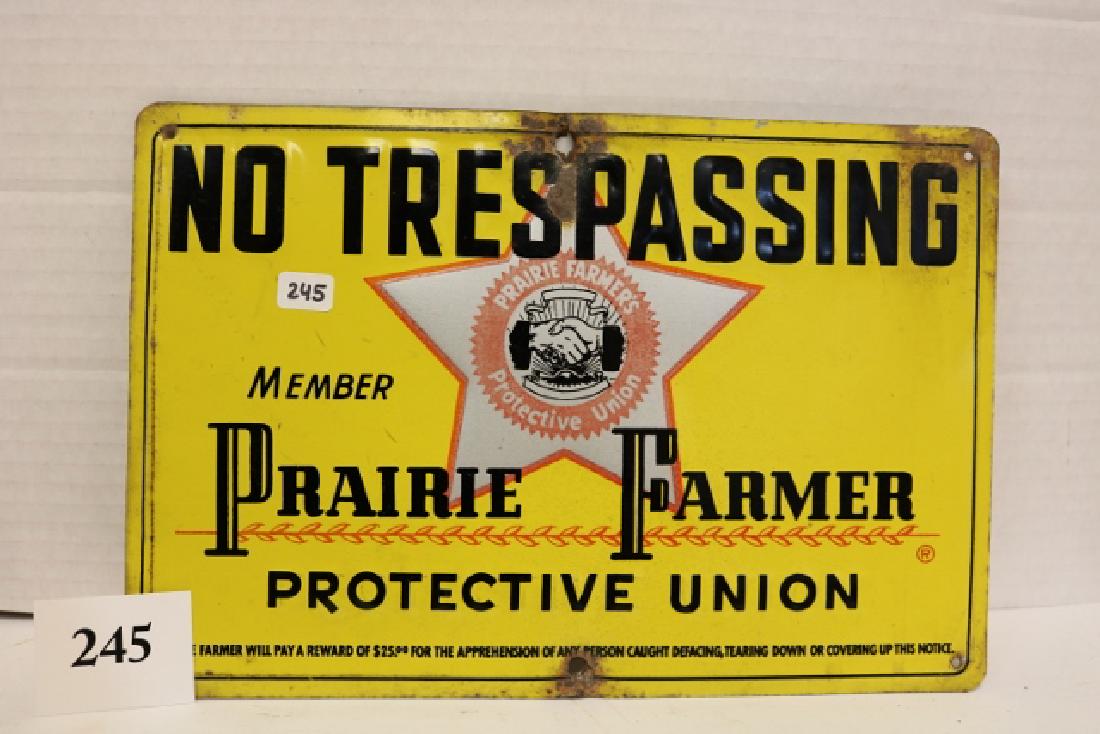 NO TRESPASSING
245
PRAIRIE FARMER'S
Protective Union
MEMBER
PRAIRIE FARMER
®
PROTECTIVE UNION
FARMER WILL PAY A REWARD OF $25.00 FOR THE APPREHENSION OF ANY PERSON CAUGHT DEFACING, TEARING DOWN OR COVERING UP THIS NOTICE.
245